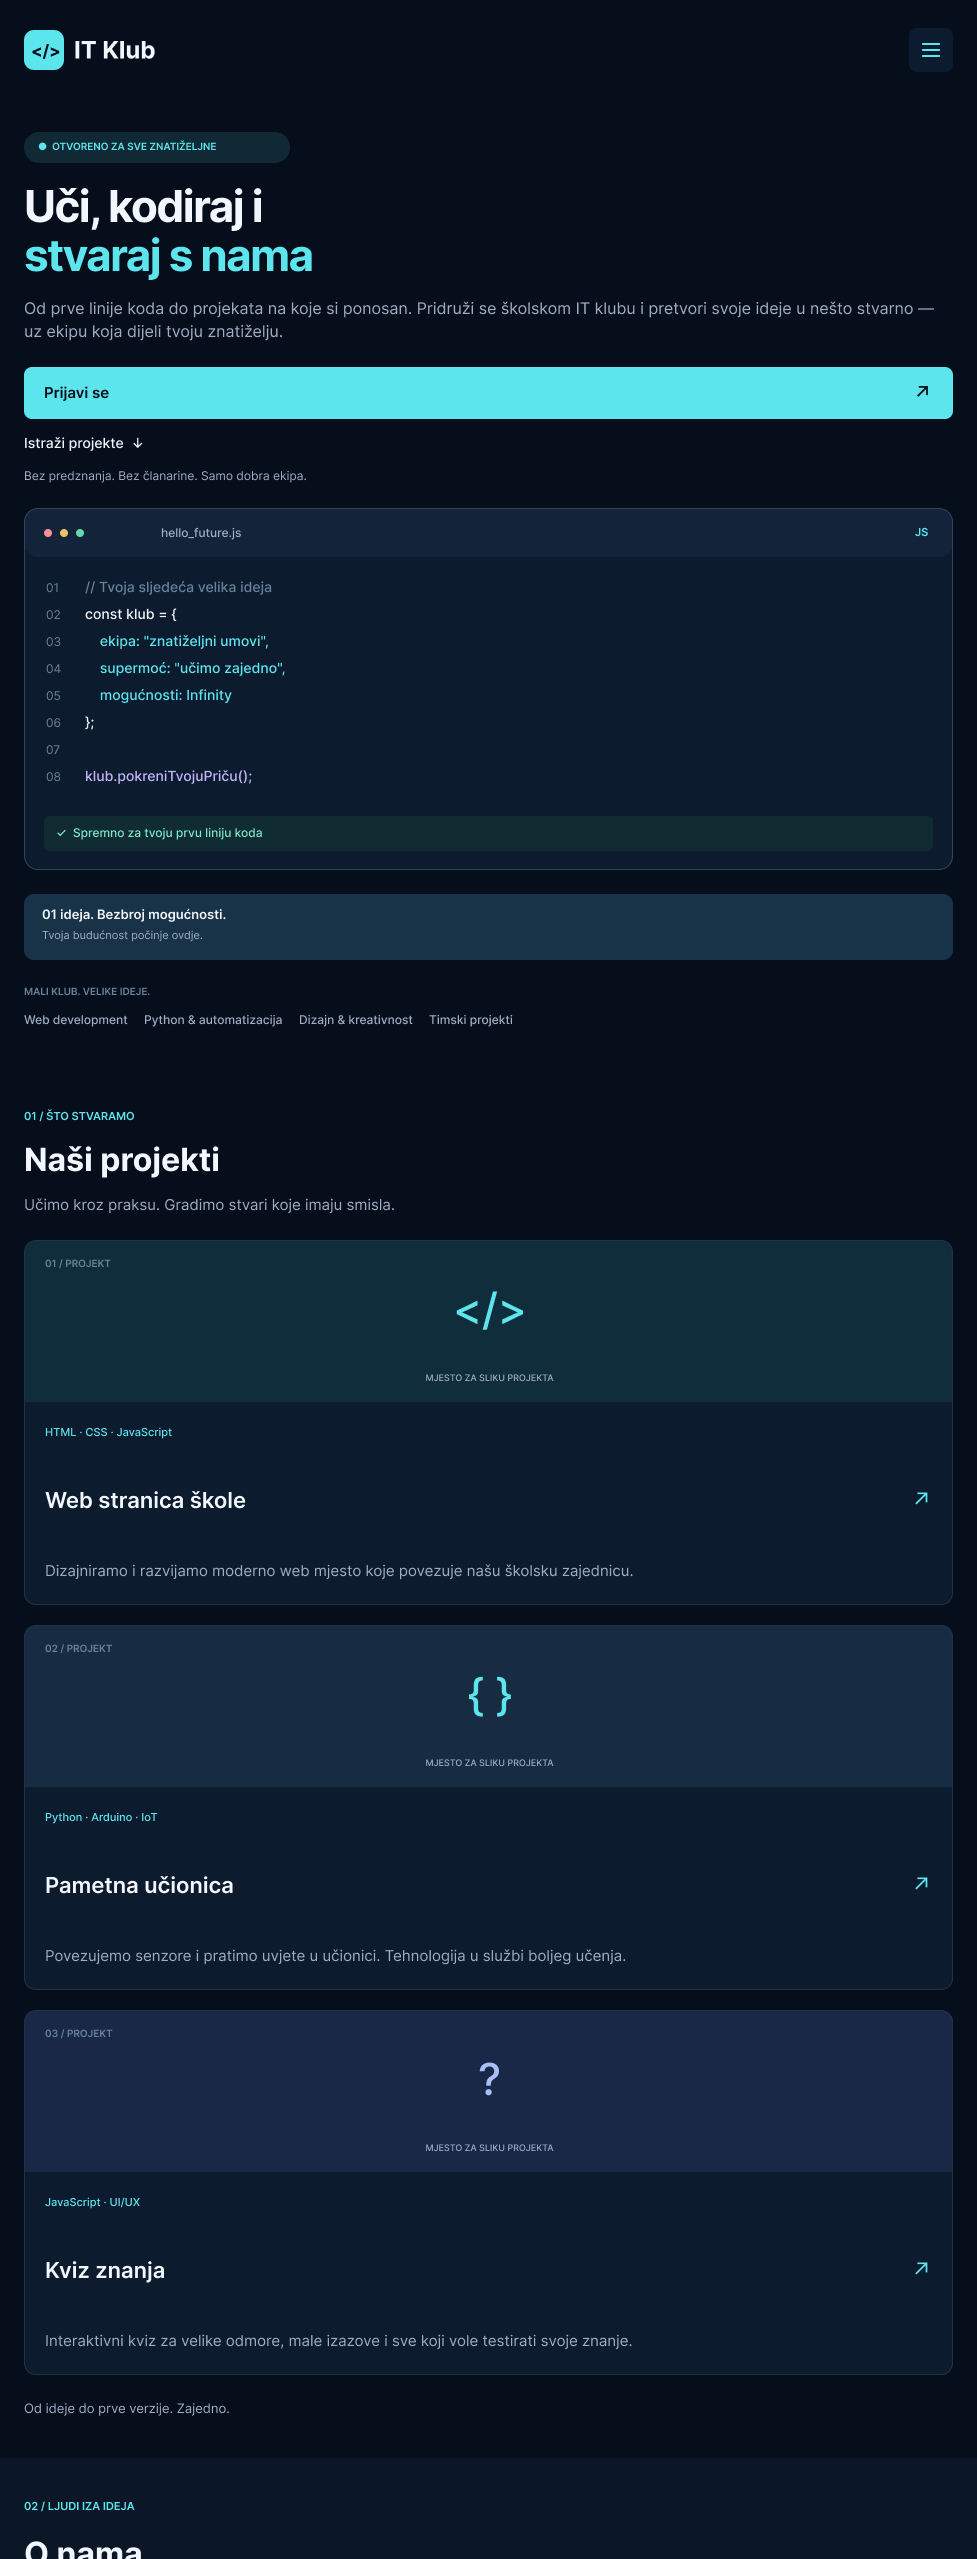 </> IT Klub
OTVORENO ZA SVE ZNATIŽELJNE
Uči, kodiraj i
stvaraj s nama
Od prve linije koda do projekata na koje si ponosan. Pridruži se školskom IT klubu i pretvori svoje ideje u nešto stvarno —
uz ekipu koja dijeli tvoju znatiželju.
Prijavi se ↗
Istraži projekte ↓
Bez predznanja. Bez članarine. Samo dobra ekipa.
hello_future.js JS
01 // Tvoja sljedeća velika ideja
02 const klub = {
03 ekipa: "znatiželjni umovi",
04 supermoć: "učimo zajedno",
05 mogućnosti: Infinity
06 };
07
08 klub.pokreniTvojuPriču();
✓ Spremno za tvoju prvu liniju koda
01 ideja. Bezbroj mogućnosti.
Tvoja budućnost počinje ovdje.
MALI KLUB. VELIKE IDEJE.
Web development Python & automatizacija Dizajn & kreativnost Timski projekti
01 / ŠTO STVARAMO
Naši projekti
Učimo kroz praksu. Gradimo stvari koje imaju smisla.
01 / PROJEKT
</>
MJESTO ZA SLIKU PROJEKTA
HTML · CSS · JavaScript
Web stranica škole ↗
Dizajniramo i razvijamo moderno web mjesto koje povezuje našu školsku zajednicu.
02 / PROJEKT
{ }
MJESTO ZA SLIKU PROJEKTA
Python · Arduino · IoT
Pametna učionica ↗
Povezujemo senzore i pratimo uvjete u učionici. Tehnologija u službi boljeg učenja.
03 / PROJEKT
?
MJESTO ZA SLIKU PROJEKTA
JavaScript · UI/UX
Kviz znanja ↗
Interaktivni kviz za velike odmore, male izazove i sve koji vole testirati svoje znanje.
Od ideje do prve verzije. Zajedno.
02 / LJUDI IZA IDEJA
O nama